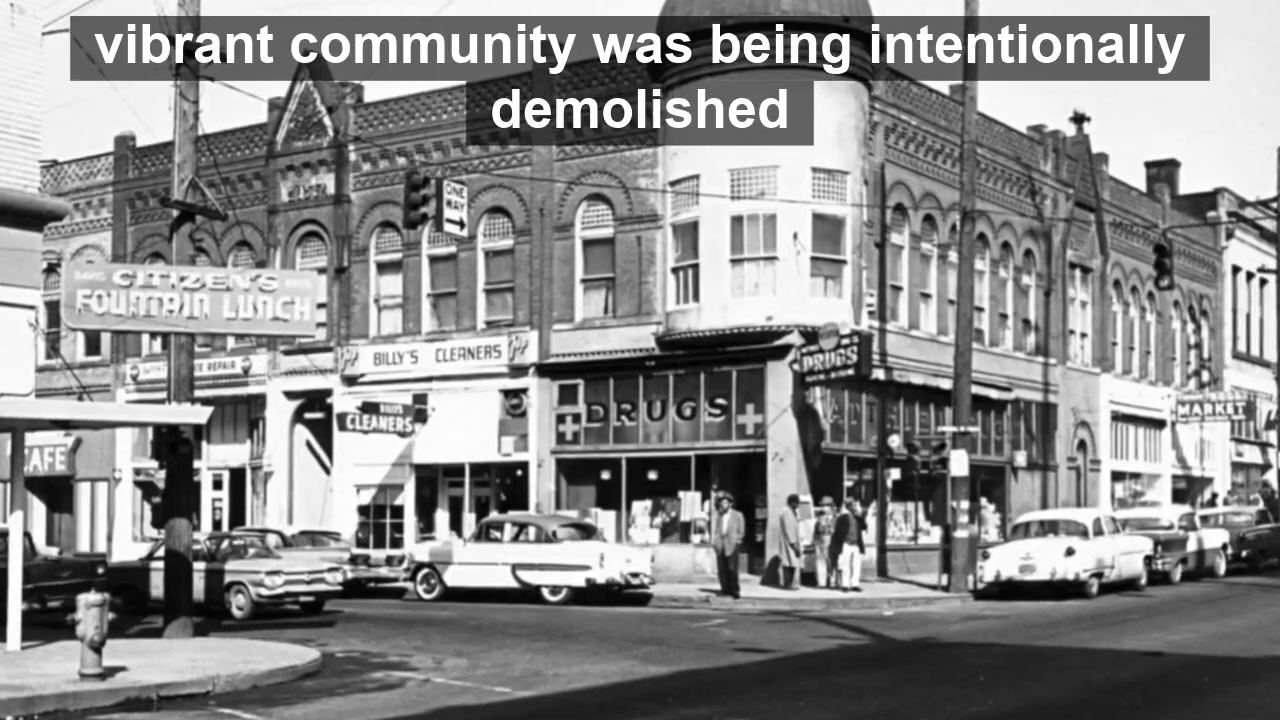 vibrant community was being intentionally
demolished
ONE
WAY
CITIZEN'S
FOUNTAIN LUNCH
BILLY'S CLEANERS
CLEANERS
DRUGS
DRUGS
MARKET
CAFE